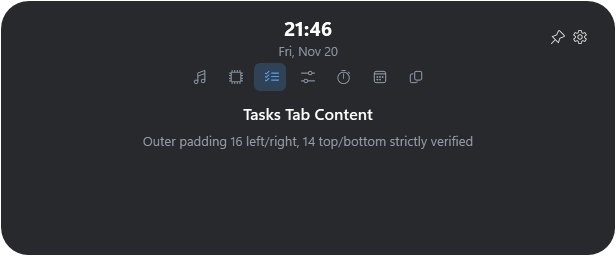 21:46
Fri, Nov 20
Tasks Tab Content
Outer padding 16 left/right, 14 top/bottom strictly verified